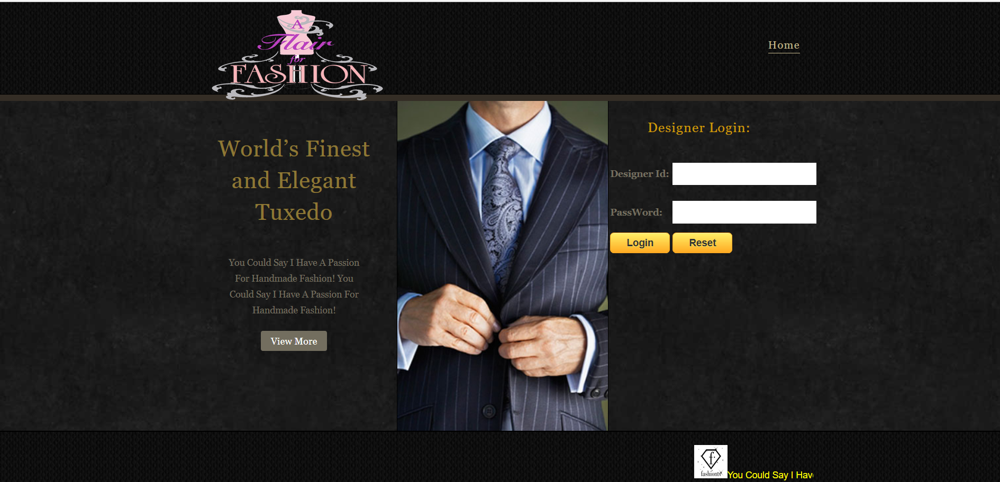 A
Flair
for
FASHION
Home
World’s Finest
and Elegant
Tuxedo
You Could Say I Have A Passion
For Handmade Fashion! You
Could Say I Have A Passion For
Handmade Fashion!
View More
Designer Login:
Designer Id:
PassWord:
Login Reset
f
fashiontv
You Could Say I Hav